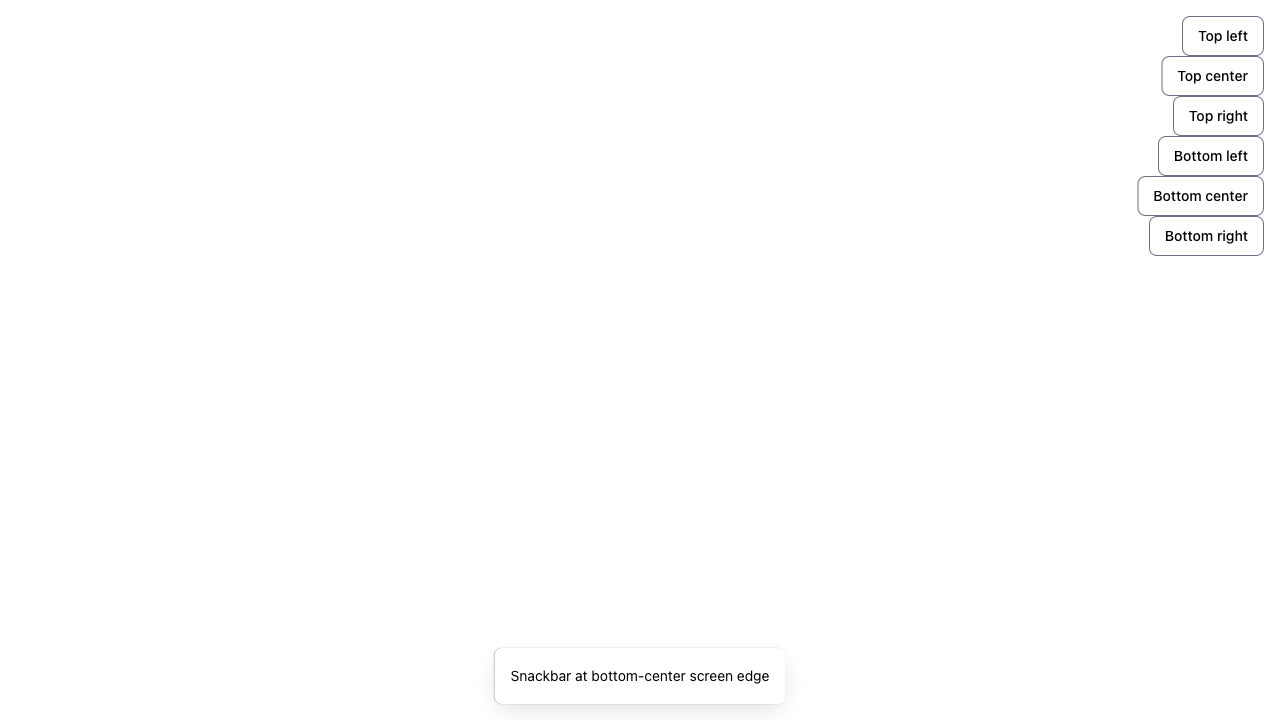 Top left
Top center
Top right
Bottom left
Bottom center
Bottom right
Snackbar at bottom-center screen edge